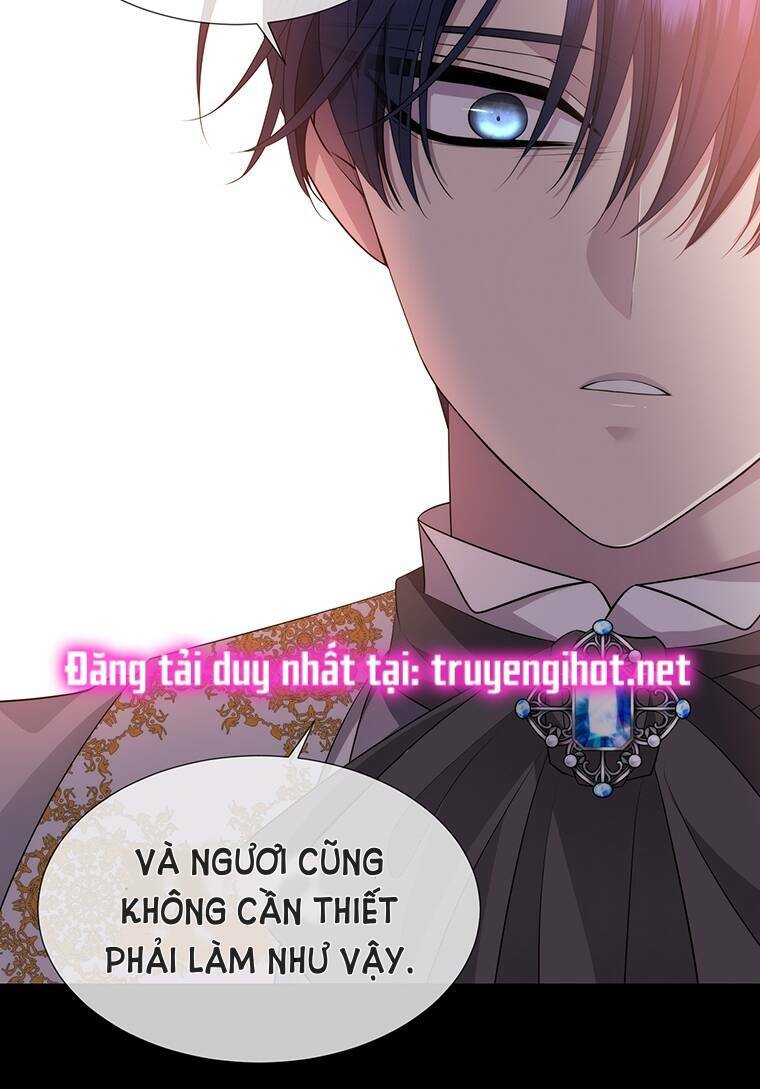 Đăng tải duy nhất tại: truyengihot.net
VÀ NGƯƠI CŨNG
KHÔNG CẦN THIẾT
PHẢI LÀM NHƯ VẬY.